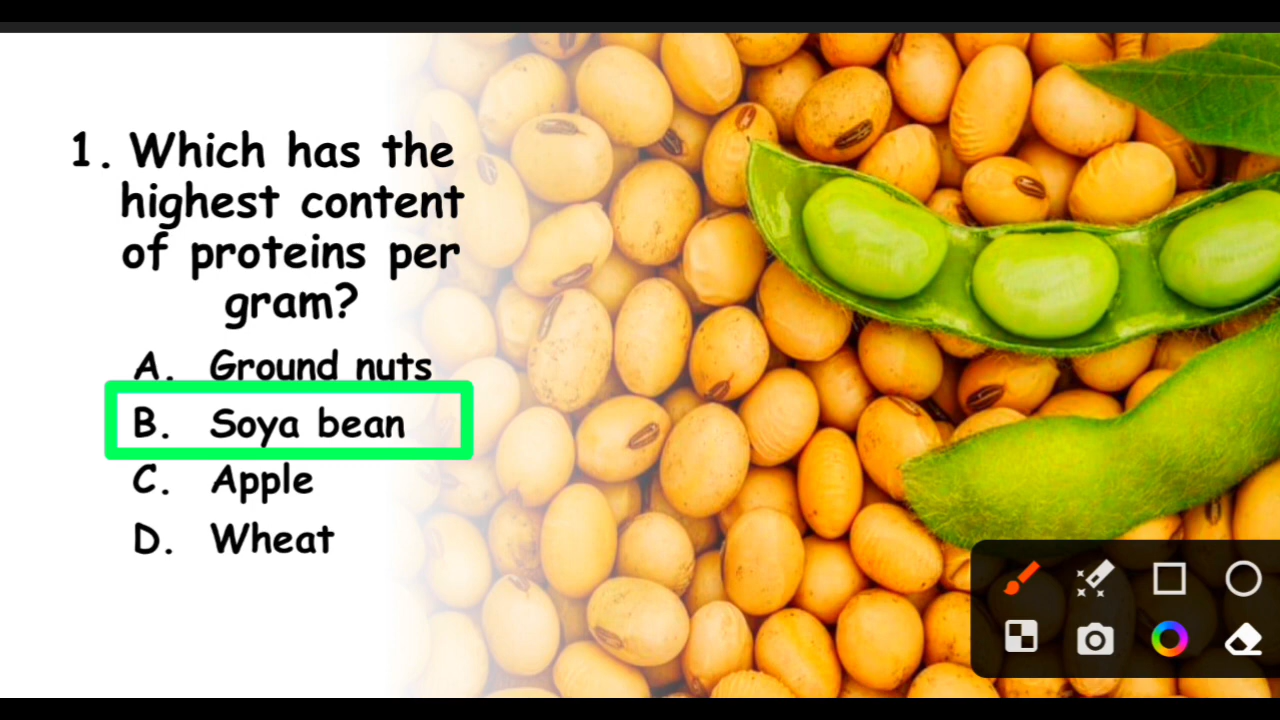 1. Which has the
highest content
of proteins per
gram?
A. Ground nuts
B. Soya bean
C. Apple
D. Wheat